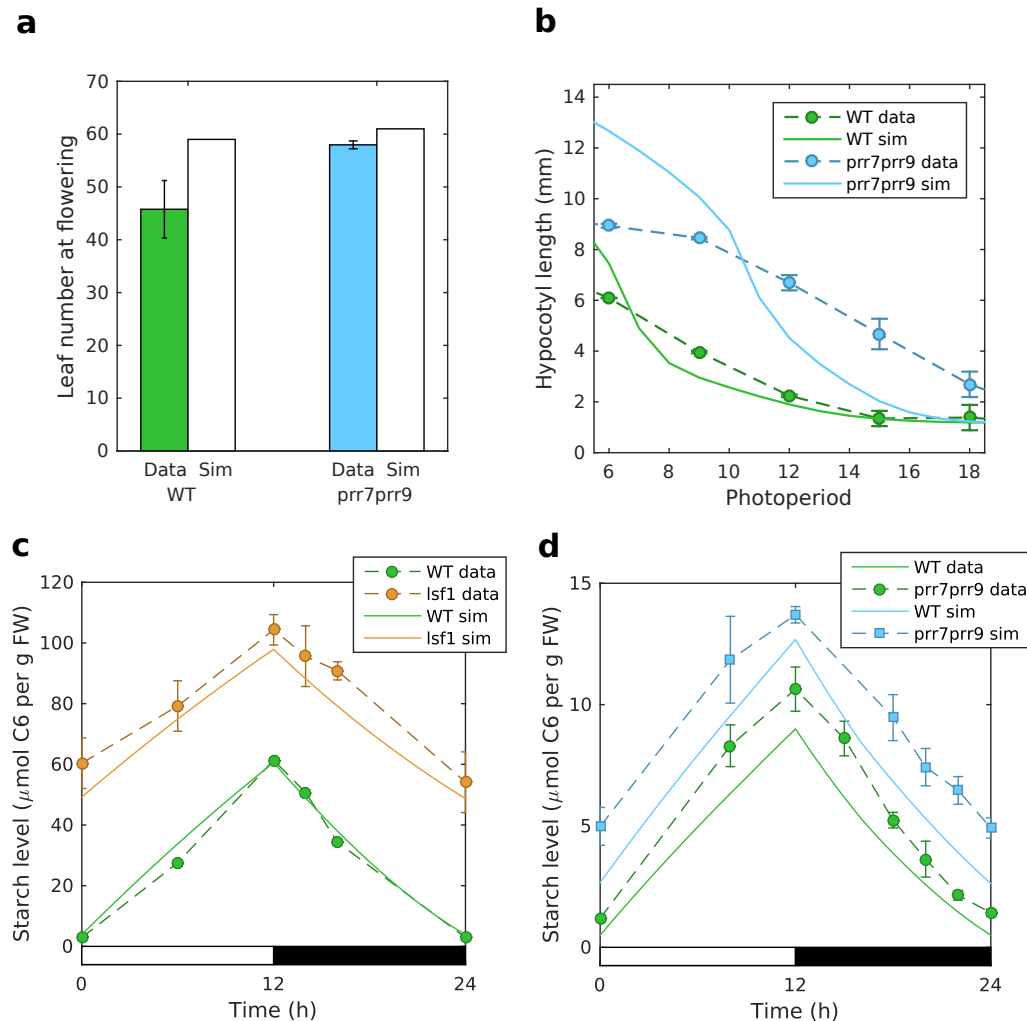 a
70
60
50
40
30
20
10
0
Leaf number at flowering
Data Sim
WT
Data Sim
prr7prr9
b
14
12
10
8
6
4
2
0
Hypocotyl length (mm)
WT data
WT sim
prr7prr9 data
prr7prr9 sim
6 8 10 12 14 16 18
Photoperiod
c
120
100
80
60
40
20
0
Starch level (μmol C6 per g FW)
WT data
lsf1 data
WT sim
lsf1 sim
0 12 24
Time (h)
d
15
10
5
0
Starch level (μmol C6 per g FW)
WT data
prr7prr9 data
WT sim
prr7prr9 sim
0 12 24
Time (h)